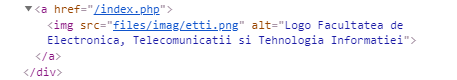 ▼<a href="/index.php">
<img src="files/imag/etti.png" alt="Logo Facultatea de
Electronica, Telecomunicatii si Tehnologia Informatiei">
</a>
</div>